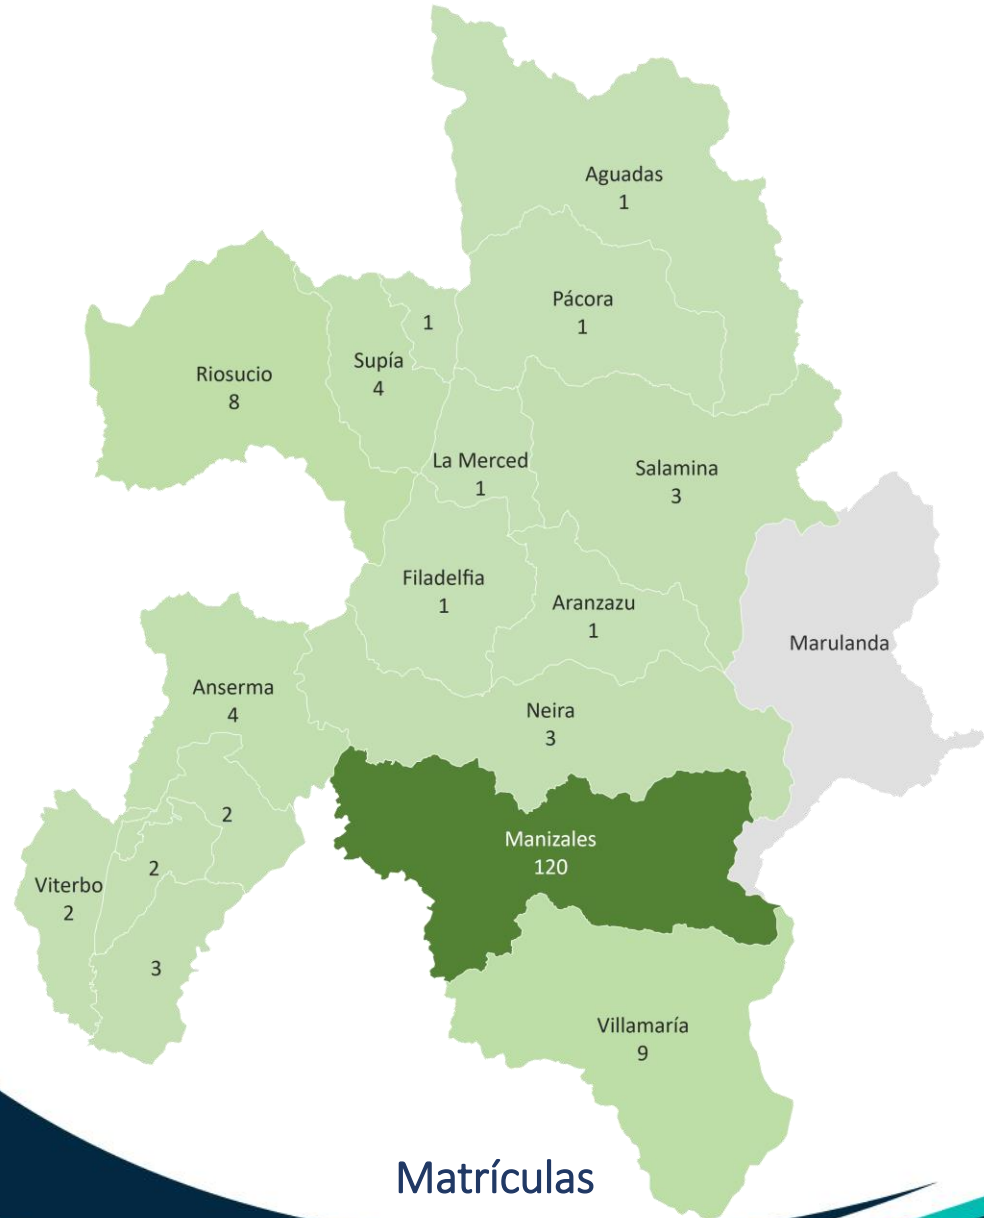 Aguadas
1
Pácora
1
1
Supía
4
Riosucio
8
La Merced
1
Salamina
3
Filadelfia
1
Aranzazu
1
Marulanda
Anserma
4
Neira
3
2
Manizales
120
2
Viterbo
2
3
Villamaría
9
Matrículas